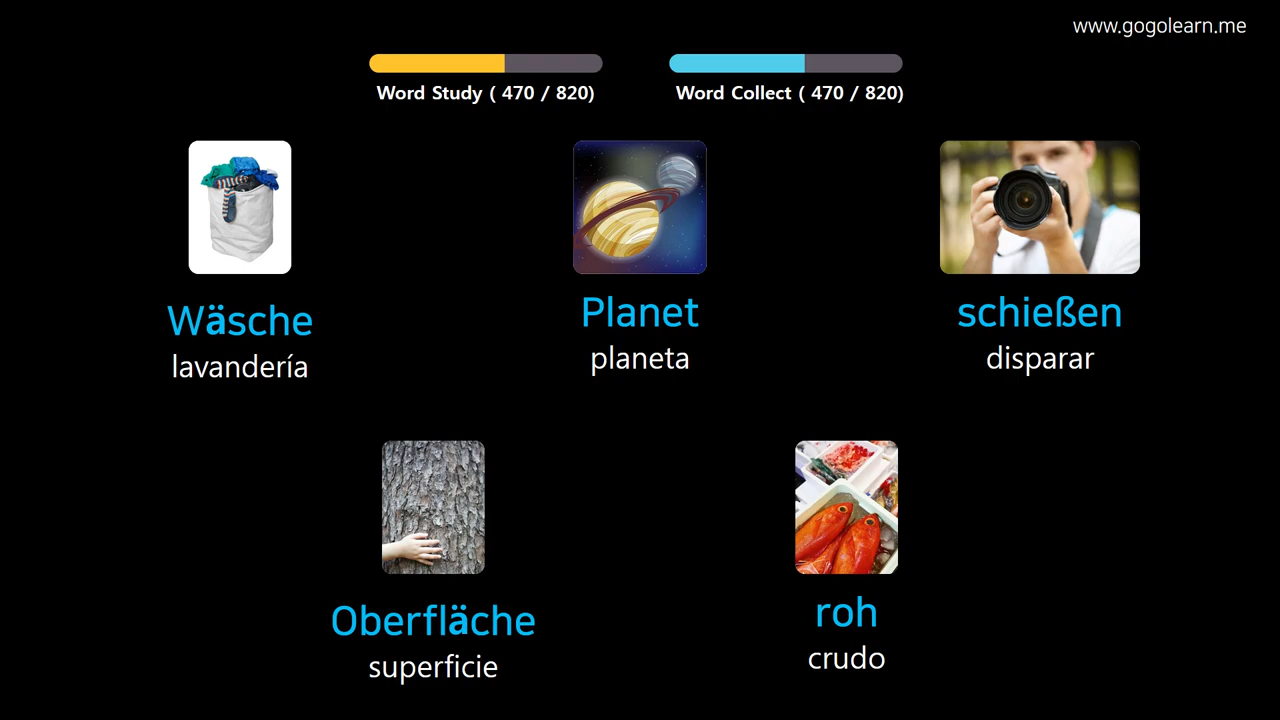 www.gogolearn.me
Word Study ( 470 / 820)
Word Collect ( 470 / 820)
Wäsche
lavandería
Planet
planeta
schießen
disparar
Oberfläche
superficie
roh
crudo